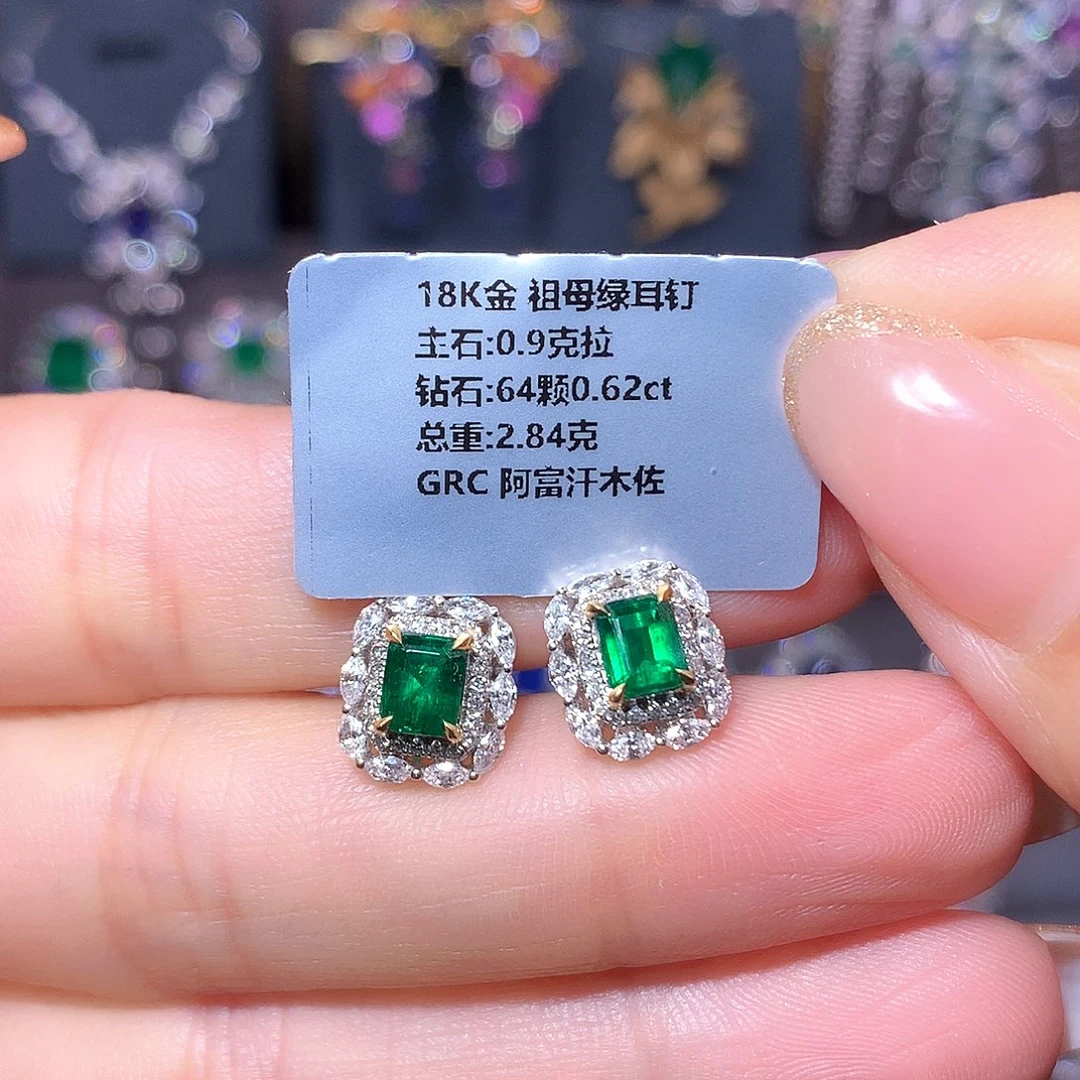 18K金 祖母绿耳钉
主石:0.9克拉
钻石:64颗0.62ct
总重:2.84克
GRC 阿富汗木佐